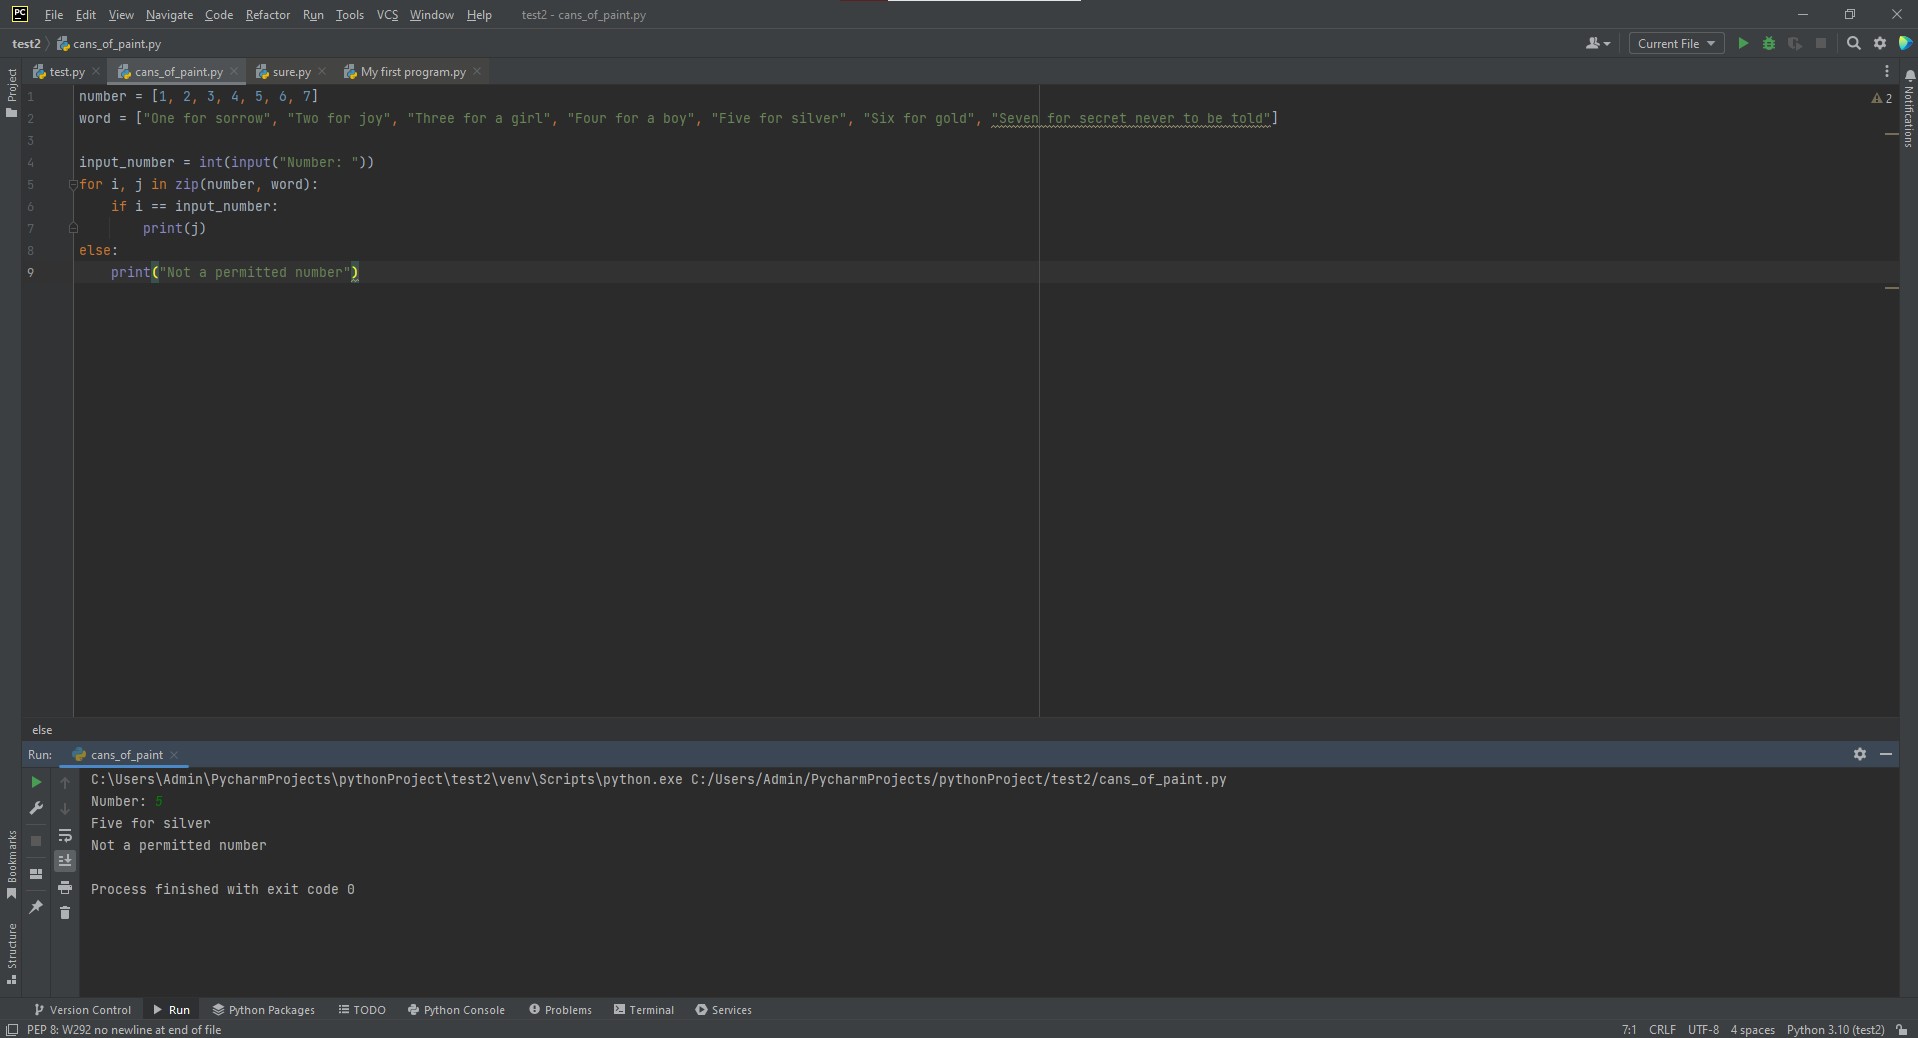 PC File Edit View Navigate Code Refactor Run Tools VCS Window Help test2 - cans_of_paint.py
test2 cans_of_paint.py Current File
Project
test.py cans_of_paint.py sure.py My first program.py
Notifications
1 number = [1, 2, 3, 4, 5, 6, 7]
2
2 word = ["One for sorrow", "Two for joy", "Three for a girl", "Four for a boy", "Five for silver", "Six for gold", "Seven for secret never to be told"]
3
4 input_number = int(input("Number: "))
5 for i, j in zip(number, word):
6 if i == input_number:
7 print(j)
8 else:
9 print("Not a permitted number")
else
Run: cans_of_paint
C:\Users\Admin\PycharmProjects\pythonProject\test2\venv\Scripts\python.exe C:/Users/Admin/PycharmProjects/pythonProject/test2/cans_of_paint.py
Number: 5
Five for silver
Not a permitted number
Process finished with exit code 0
Bookmarks
Structure
Version Control Run Python Packages TODO Python Console Problems Terminal Services
PEP 8: W292 no newline at end of file 7:1 CRLF UTF-8 4 spaces Python 3.10 (test2)